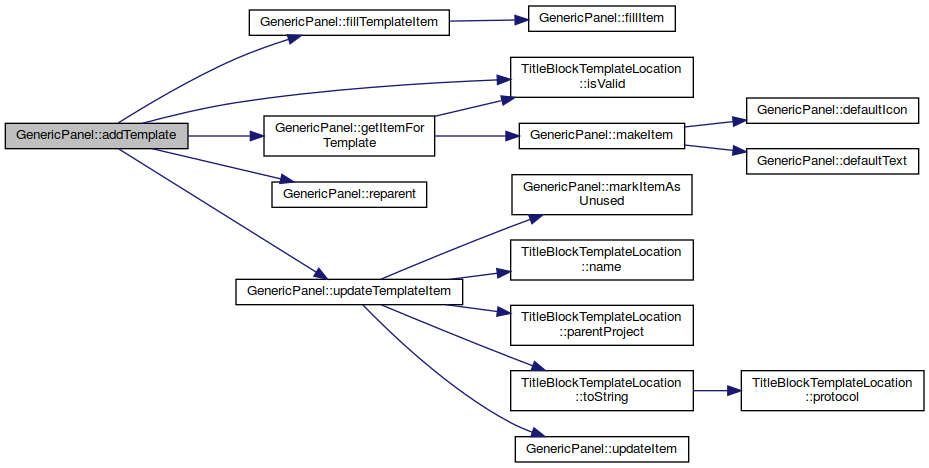 GenericPanel::fillTemplateItem
GenericPanel::fillItem
TitleBlockTemplateLocation
::isValid
GenericPanel::addTemplate
GenericPanel::getItemFor
Template
GenericPanel::makeItem
GenericPanel::defaultIcon
GenericPanel::defaultText
GenericPanel::reparent
GenericPanel::markItemAs
Unused
TitleBlockTemplateLocation
::name
GenericPanel::updateTemplateItem
TitleBlockTemplateLocation
::parentProject
TitleBlockTemplateLocation
::toString
TitleBlockTemplateLocation
::protocol
GenericPanel::updateItem